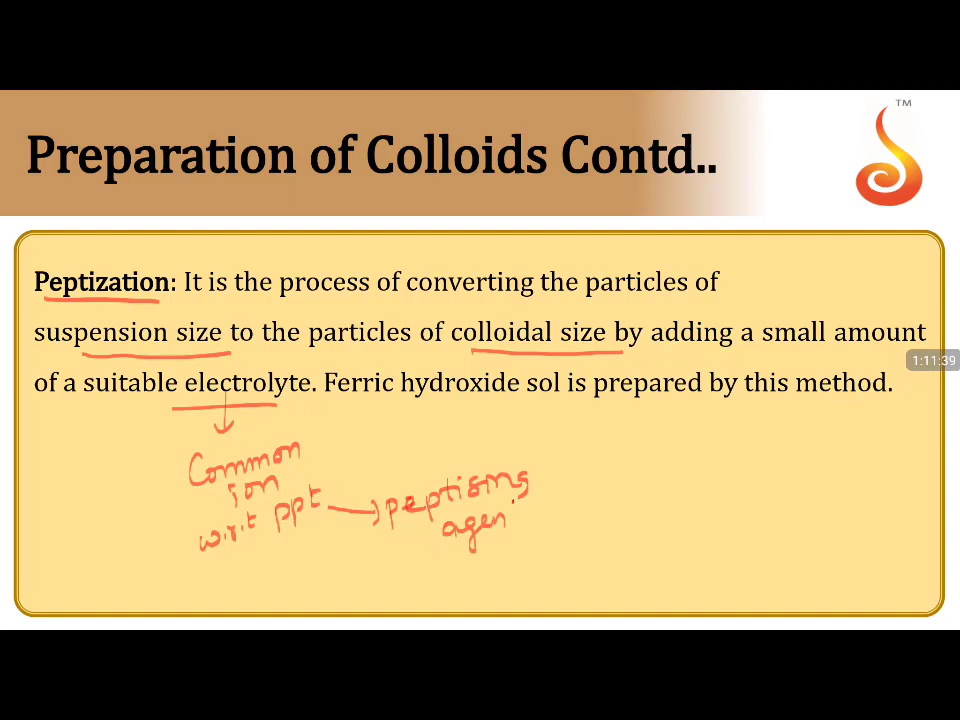 TM
Preparation of Colloids Contd..
Peptization: It is the process of converting the particles of
suspension size to the particles of colloidal size by adding a small amount
1:11:39
of a suitable electrolyte. Ferric hydroxide sol is prepared by this method.
Common
ion
w.r.t ppt → peptising
agen